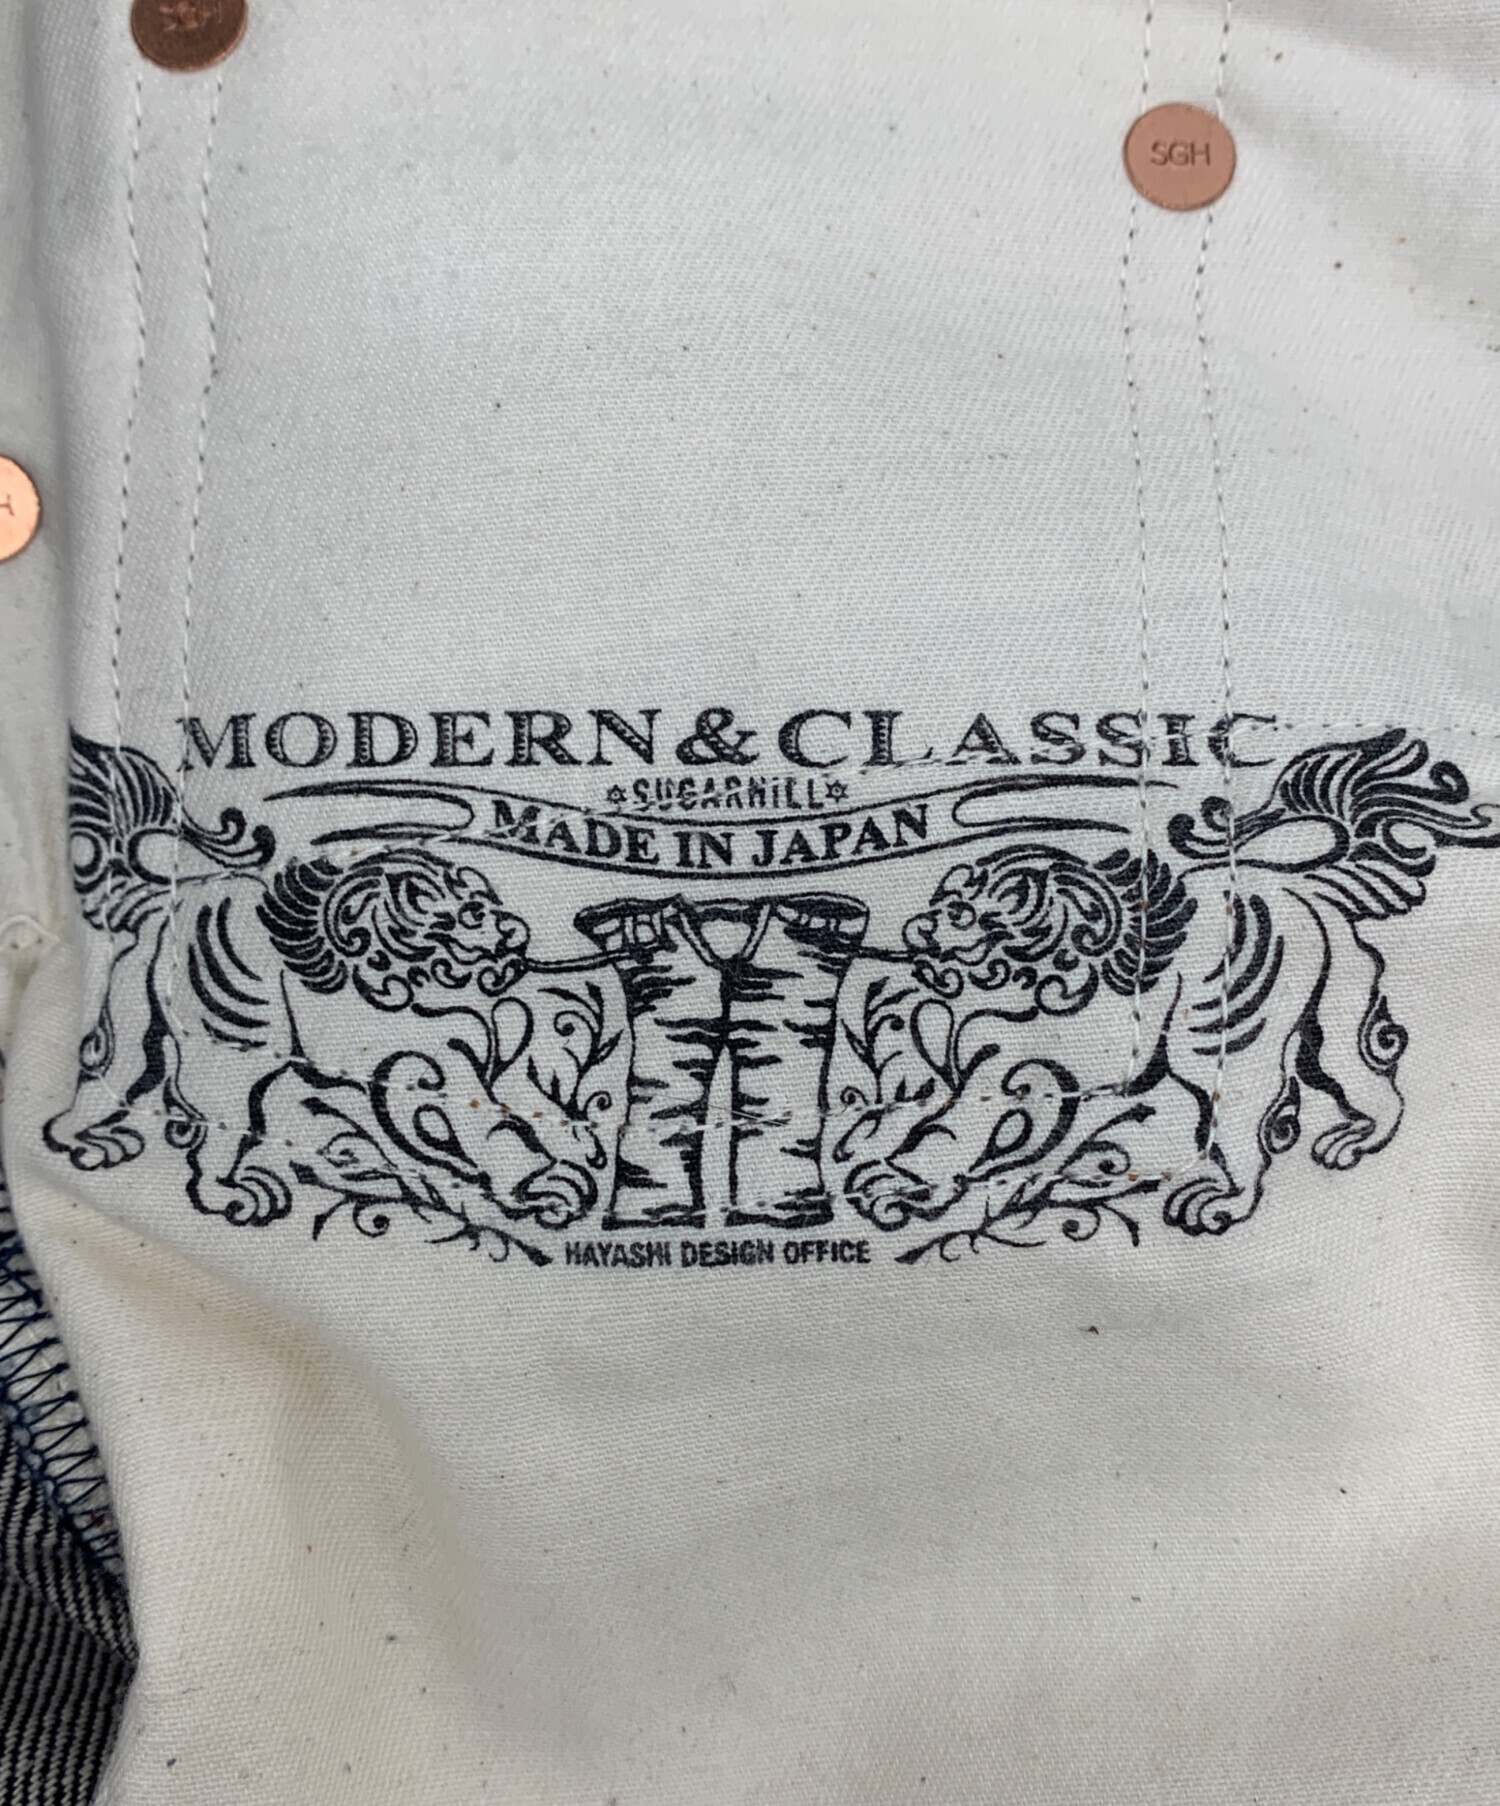 SGH
SGH
H
MODERN & CLASSIC
✡SUGARHILL✡
MADE IN JAPAN
HAYASHI DESIGN OFFICE